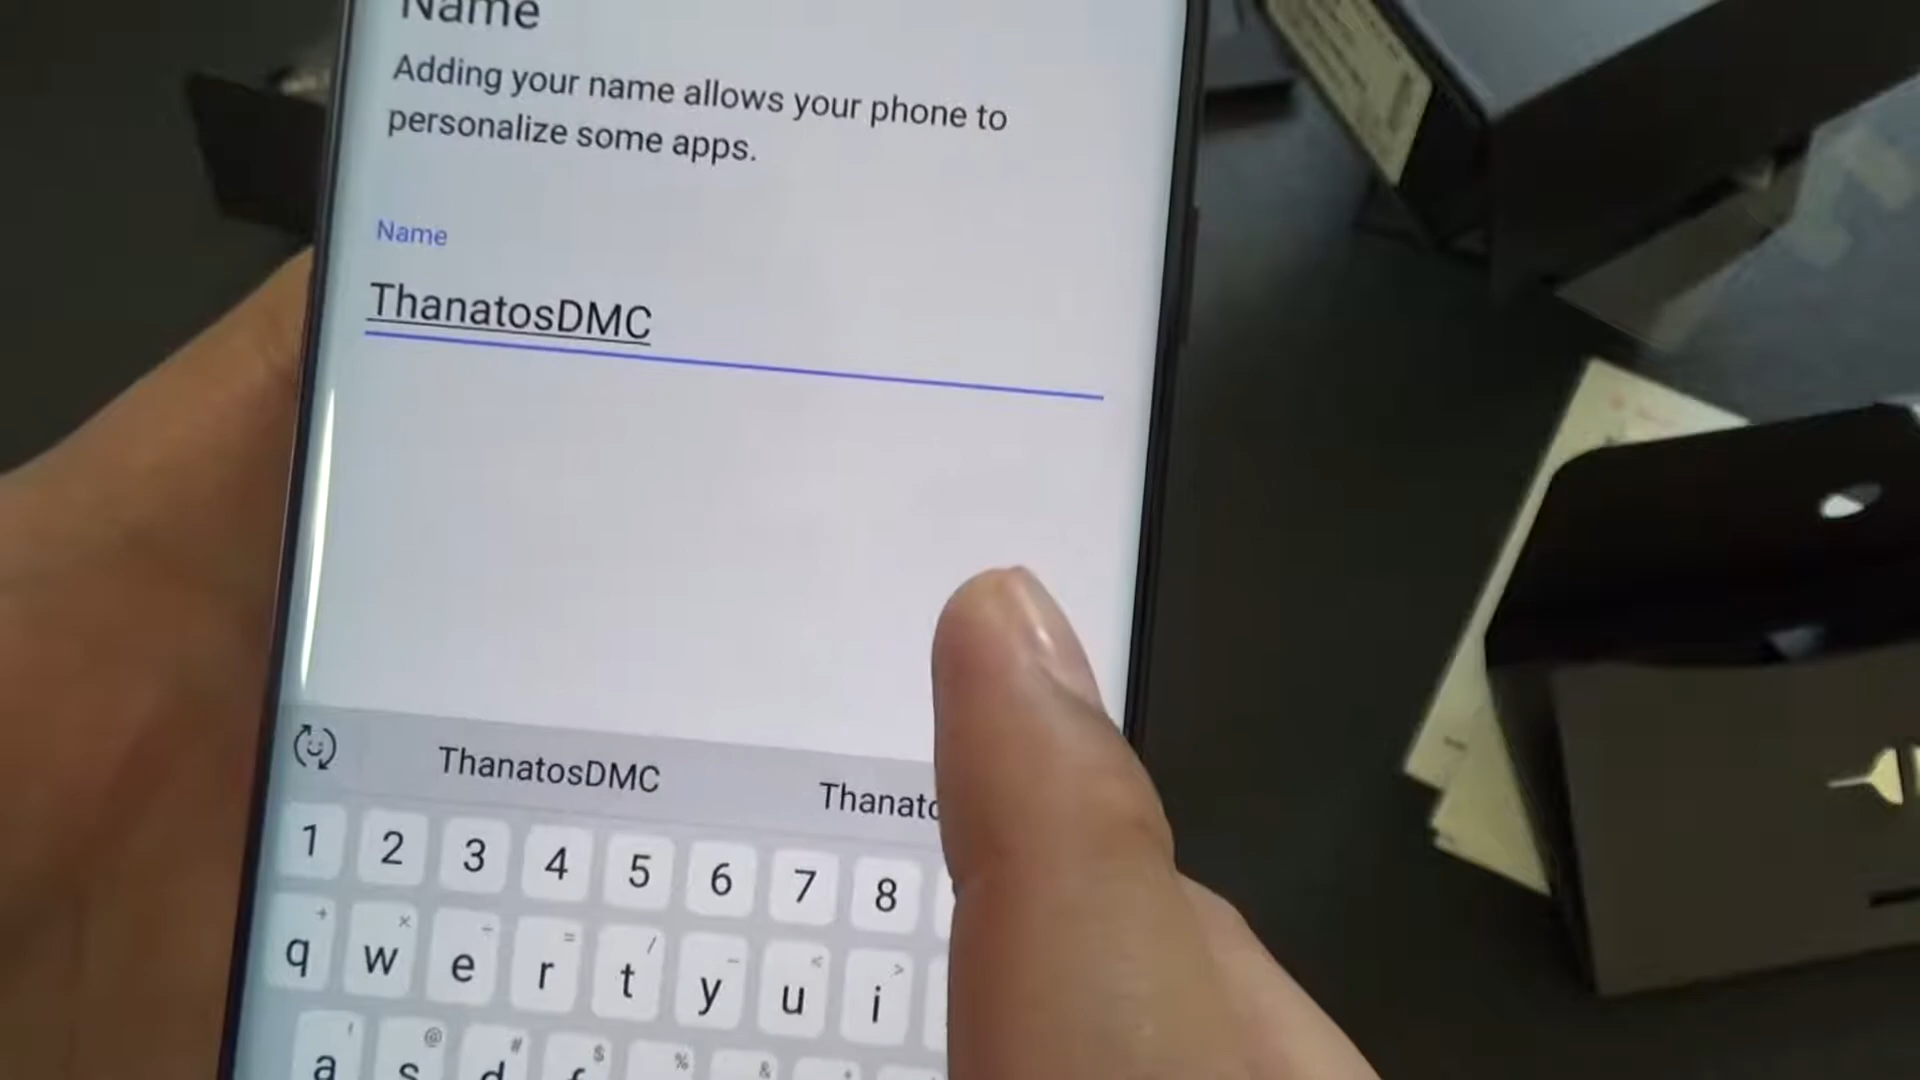 Name
Adding your name allows your phone to
personalize some apps.
Name
ThanatosDMC
ThanatosDMC
1 2 3 4 5 6 7 8
+ × ÷ = / _ < >
q w e r t y u i
! @ # $ % &
a s d f